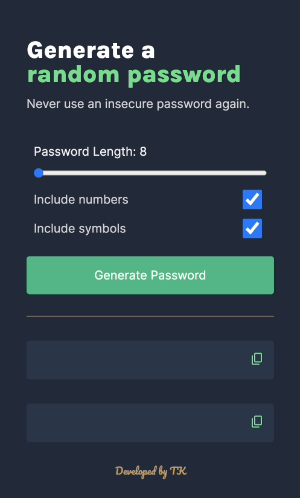 Generate a
random password
Never use an insecure password again.
Password Length: 8
Include numbers
Include symbols
Generate Password
Developed by TK